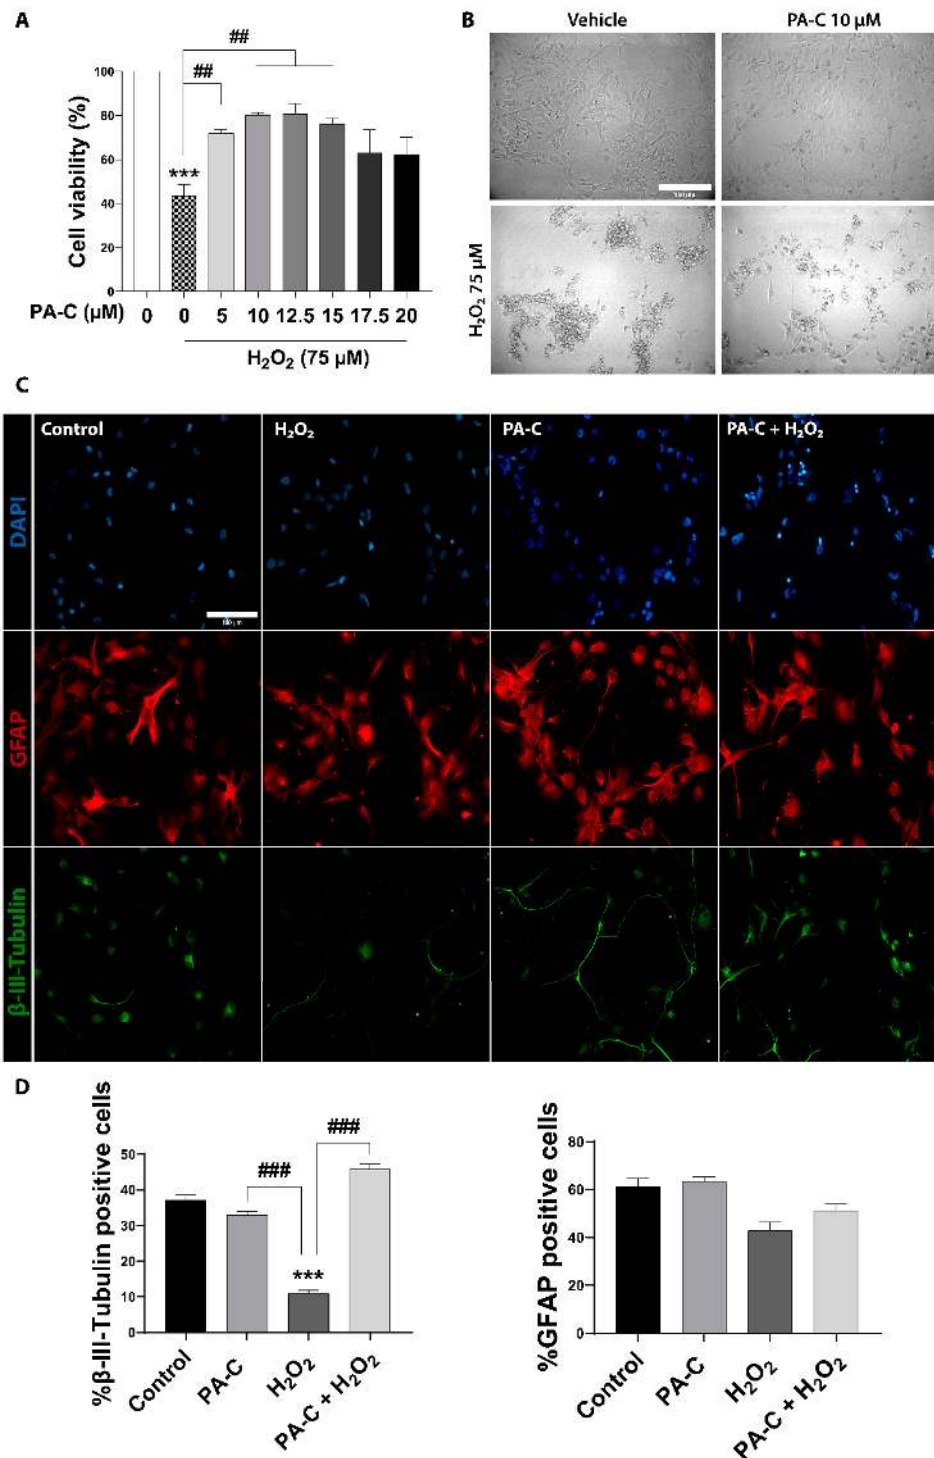 A
##
##
***
Cell viability (%)
100
80
60
40
20
0
PA-C (µM) 0 0 5 10 12.5 15 17.5 20
H₂O₂ (75 µM)
B
Vehicle PA-C 10 µM
H₂O₂ 75 µM
C
Control H₂O₂ PA-C PA-C + H₂O₂
DAPI
GFAP
β-III-Tubulin
D
%β-III-Tubulin positive cells
50
40
30
20
10
0
###
###
***
Control PA-C H₂O₂ PA-C + H₂O₂
%GFAP positive cells
80
60
40
20
0
Control PA-C H₂O₂ PA-C + H₂O₂